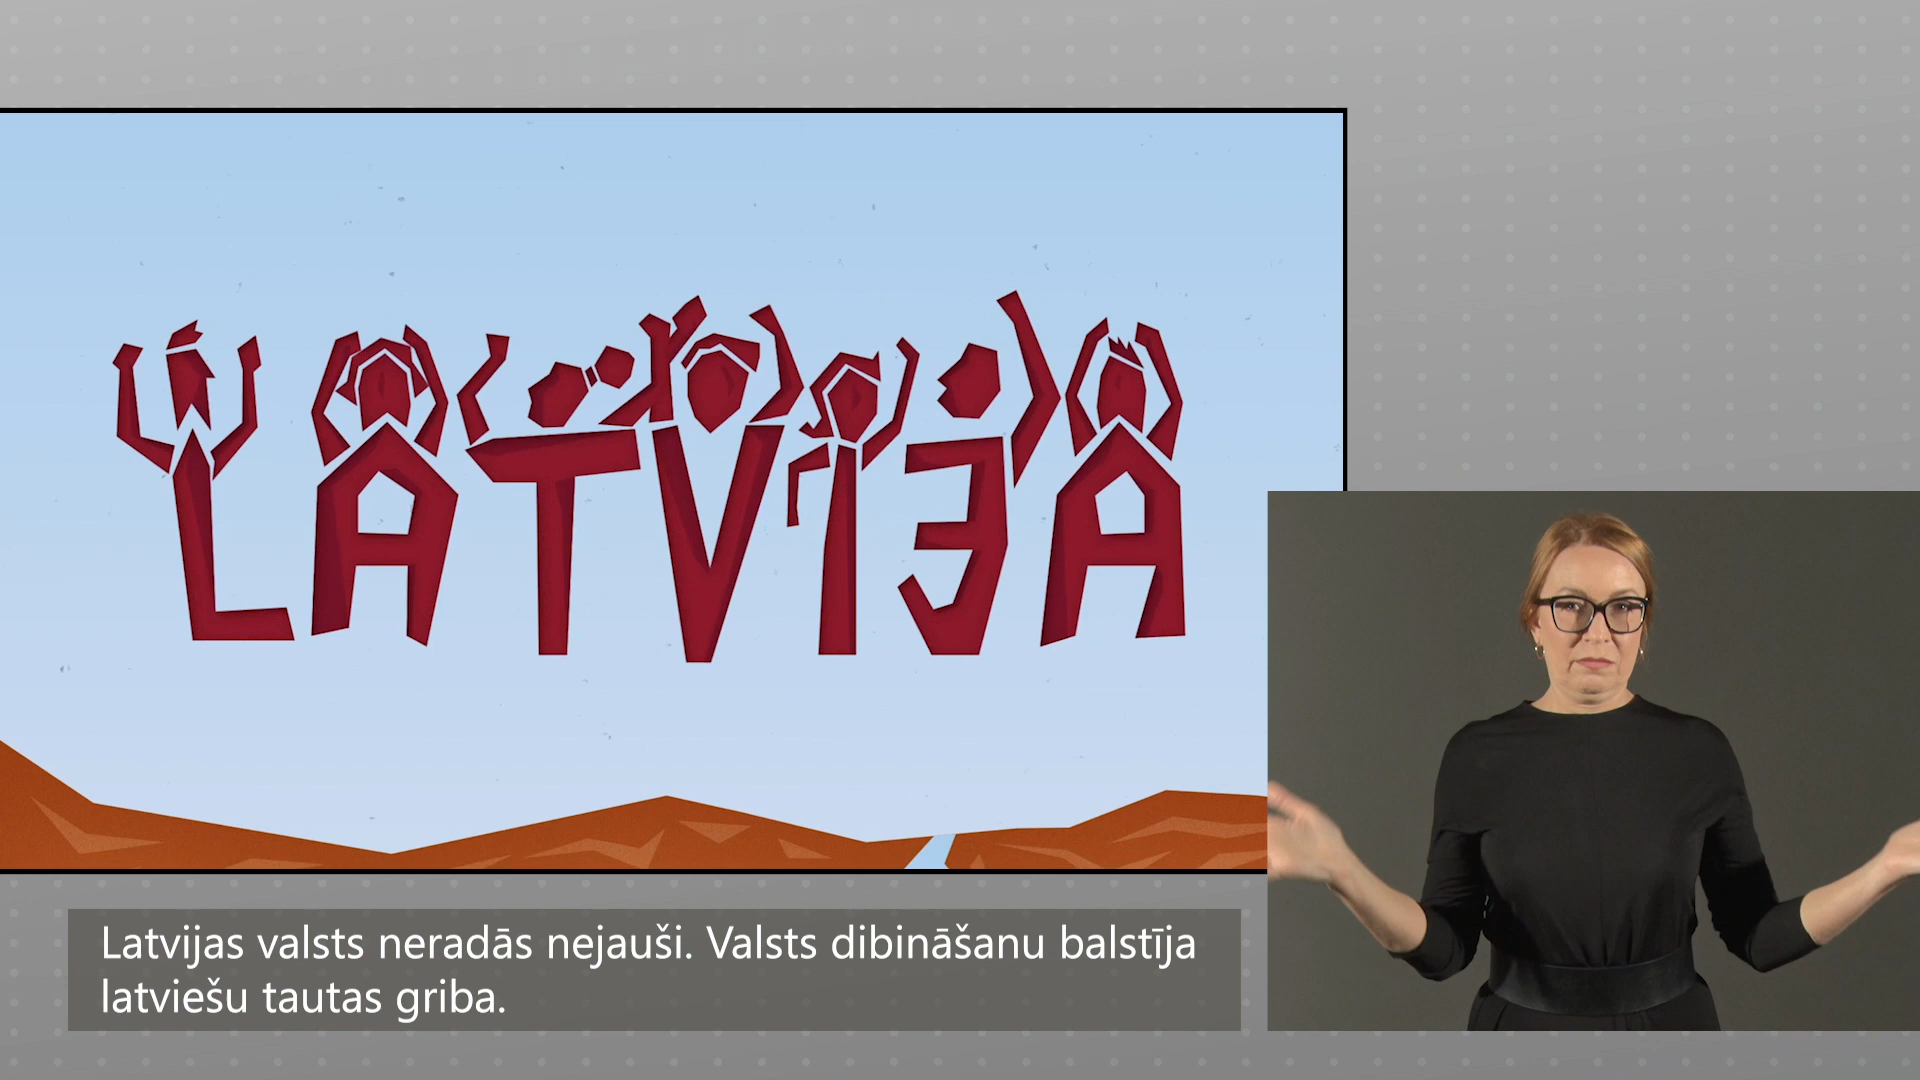 LATVIJA
Latvijas valsts neradās nejauši. Valsts dibināšanu balstīja
latviešu tautas griba.